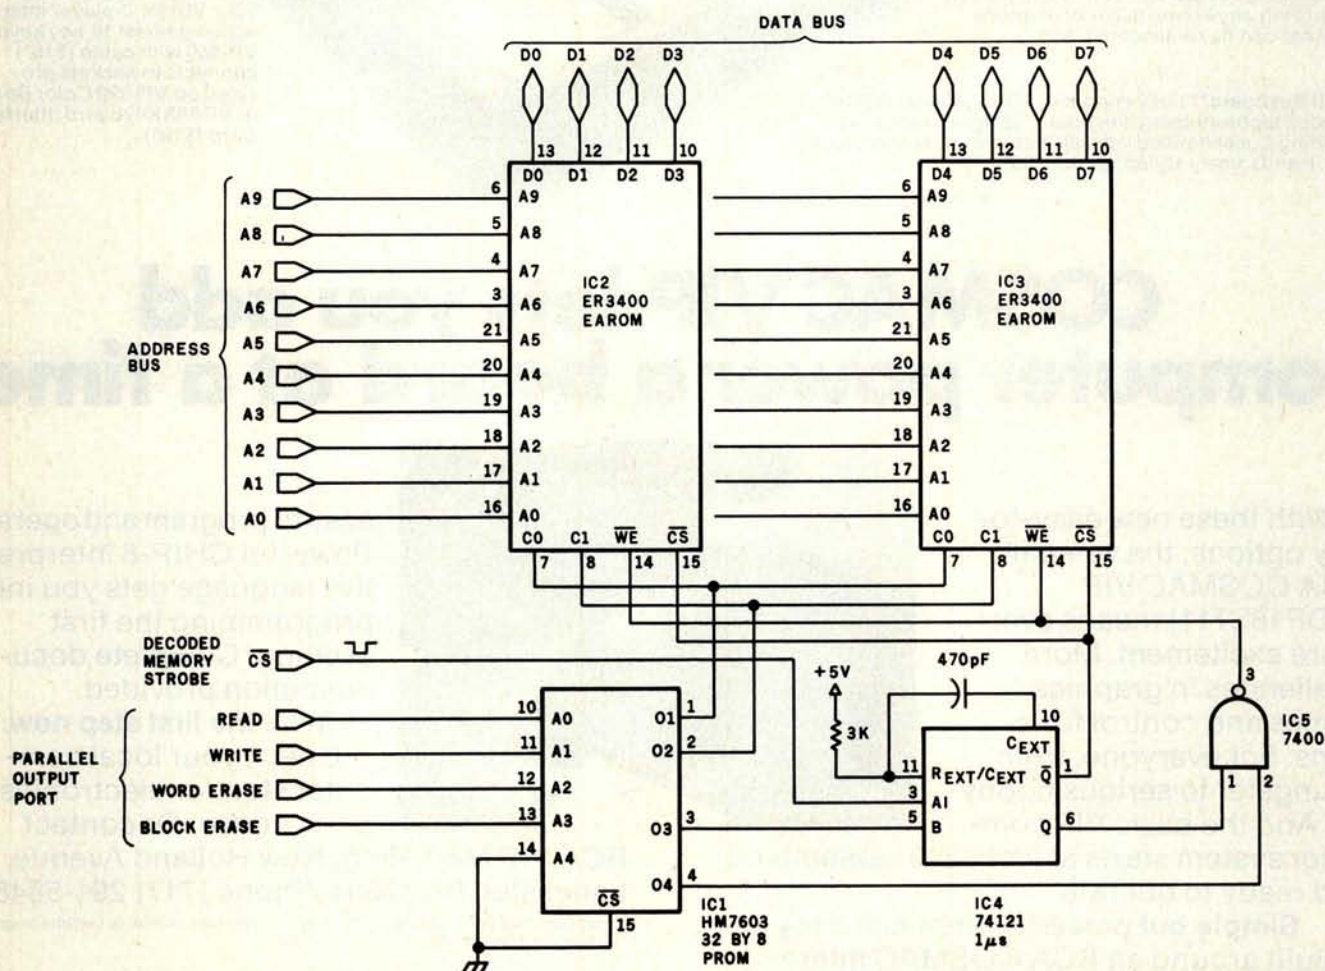 DATA BUS
D0 D1 D2 D3 D4 D5 D6 D7
13 12 11 10 13 12 11 10
D0 D1 D2 D3 D4 D5 D6 D7
ADDRESS BUS
A9 6 A9 6 A9
A8 5 A8 5 A8
A7 4 A7 4 A7
A6 3 A6 3 A6
A5 21 A5 21 A5
A4 20 A4 20 A4
A3 19 A3 19 A3
A2 18 A2 18 A2
A1 17 A1 17 A1
A0 16 A0 16 A0
IC2
ER3400
EAROM
IC3
ER3400
EAROM
C0 C1 WE CS C0 C1 WE CS
7 8 14 15 7 8 14 15
DECODED
MEMORY
STROBE
CS
PARALLEL
OUTPUT
PORT
READ 10 A0 O1 1
WRITE 11 A1 O2 2
WORD ERASE 12 A2
BLOCK ERASE 13 A3 O3 3
14 A4 O4 4
CS
15
IC1
HM7603
32 BY 8
PROM
+5V
3K
470pF
10
CEXT
11 REXT/CEXT Q 1
3 A1
5 B Q 6
IC4
74121
1μs
3
1 2
IC5
7400